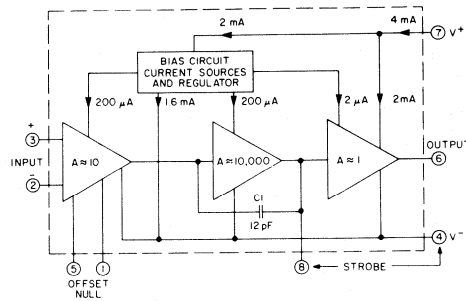 2 mA
4 mA
7 V+
BIAS CIRCUIT
CURRENT SOURCES
AND REGULATOR
200 μA
1.6 mA
200 μA
2 μA
2mA
+
3
INPUT
-
2
A≈10
A≈10,000
A≈1
OUTPUT
6
C1
12 pF
4 V-
5
1
8
STROBE
OFFSET
NULL